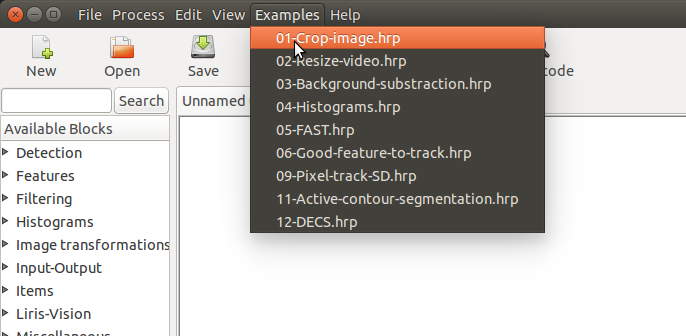 File Process Edit View Examples Help
01-Crop-image.hrp
02-Resize-video.hrp
03-Background-substraction.hrp
04-Histograms.hrp
05-FAST.hrp
06-Good-feature-to-track.hrp
09-Pixel-track-SD.hrp
11-Active-contour-segmentation.hrp
12-DECS.hrp
New Open Save
Search
Unnamed
Available Blocks
Detection
Features
Filtering
Histograms
Image transformations
Input-Output
Items
Liris-Vision